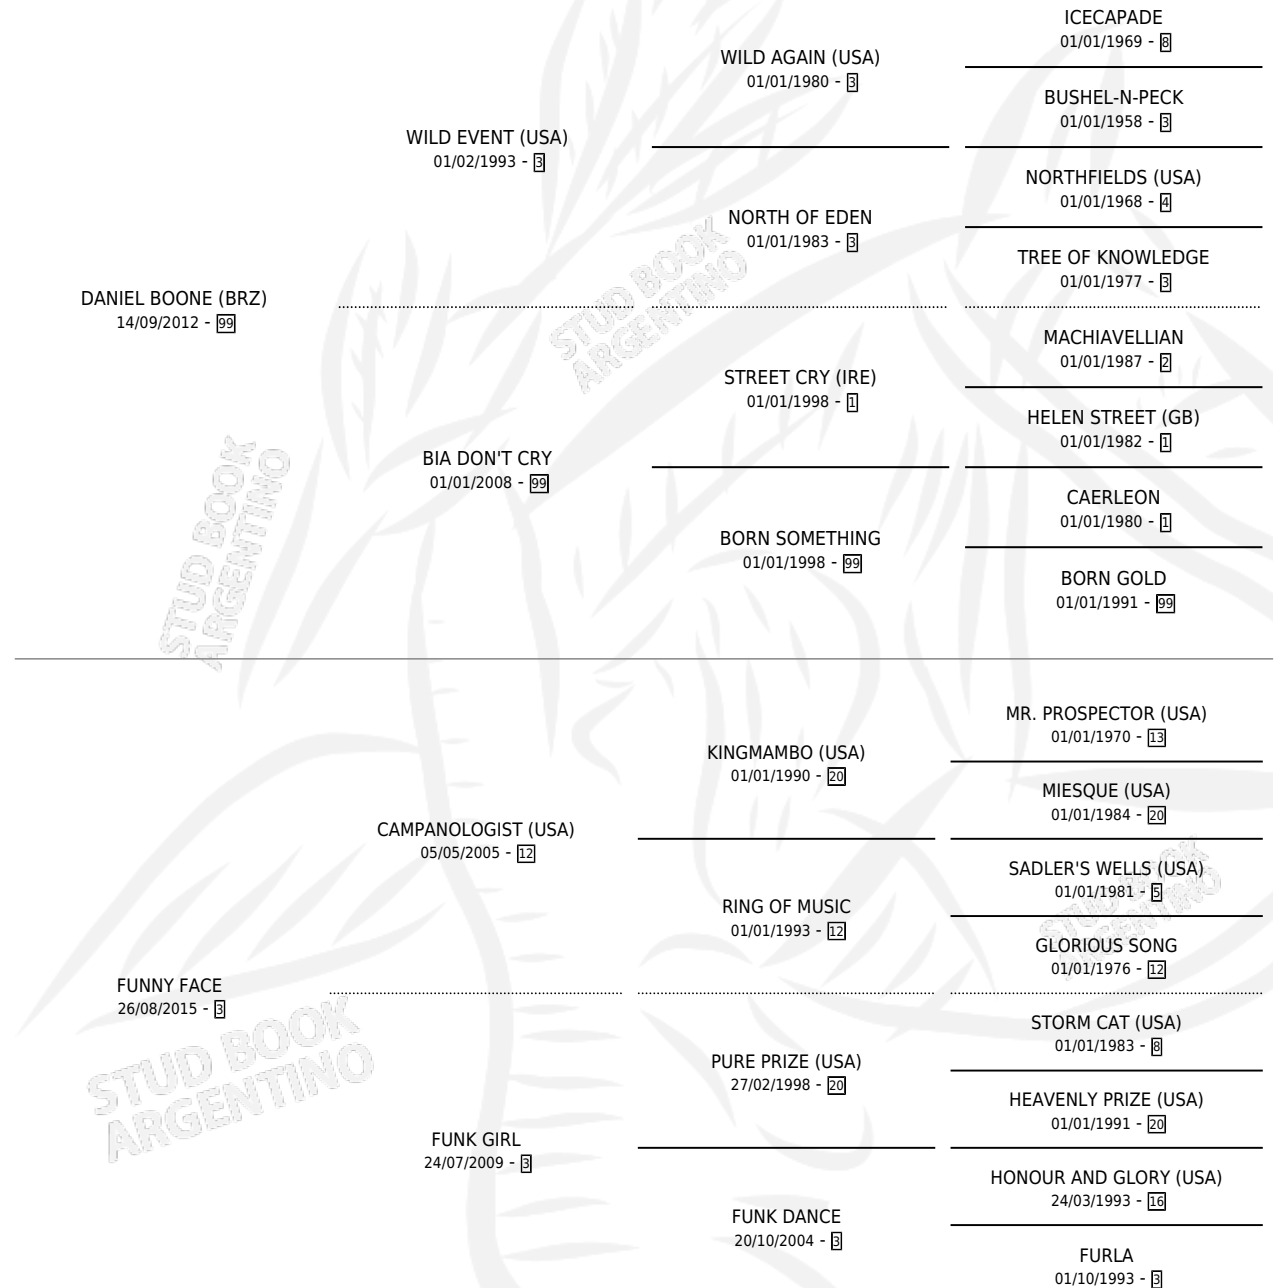 ICECAPADE
01/01/1969 - 8
WILD AGAIN (USA)
01/01/1980 - 3
BUSHEL-N-PECK
01/01/1958 - 3
WILD EVENT (USA)
01/02/1993 - 3
NORTHFIELDS (USA)
01/01/1968 - 4
NORTH OF EDEN
01/01/1983 - 3
TREE OF KNOWLEDGE
01/01/1977 - 3
DANIEL BOONE (BRZ)
14/09/2012 - 99
MACHIAVELLIAN
01/01/1987 - 2
STREET CRY (IRE)
01/01/1998 - 1
HELEN STREET (GB)
01/01/1982 - 1
BIA DON'T CRY
01/01/2008 - 99
CAERLEON
01/01/1980 - 1
BORN SOMETHING
01/01/1998 - 99
BORN GOLD
01/01/1991 - 99
STUD BOOK
ARGENTINO
STUD BOOK
ARGENTINO
MR. PROSPECTOR (USA)
01/01/1970 - 13
KINGMAMBO (USA)
01/01/1990 - 20
MIESQUE (USA)
01/01/1984 - 20
CAMPANOLOGIST (USA)
05/05/2005 - 12
SADLER'S WELLS (USA)
01/01/1981 - 5
RING OF MUSIC
01/01/1993 - 12
GLORIOUS SONG
01/01/1976 - 12
STUD BOOK
ARGENTINO
FUNNY FACE
26/08/2015 - 3
STUD BOOK
ARGENTINO
STORM CAT (USA)
01/01/1983 - 8
PURE PRIZE (USA)
27/02/1998 - 20
HEAVENLY PRIZE (USA)
01/01/1991 - 20
FUNK GIRL
24/07/2009 - 3
HONOUR AND GLORY (USA)
24/03/1993 - 16
FUNK DANCE
20/10/2004 - 3
FURLA
01/10/1993 - 3